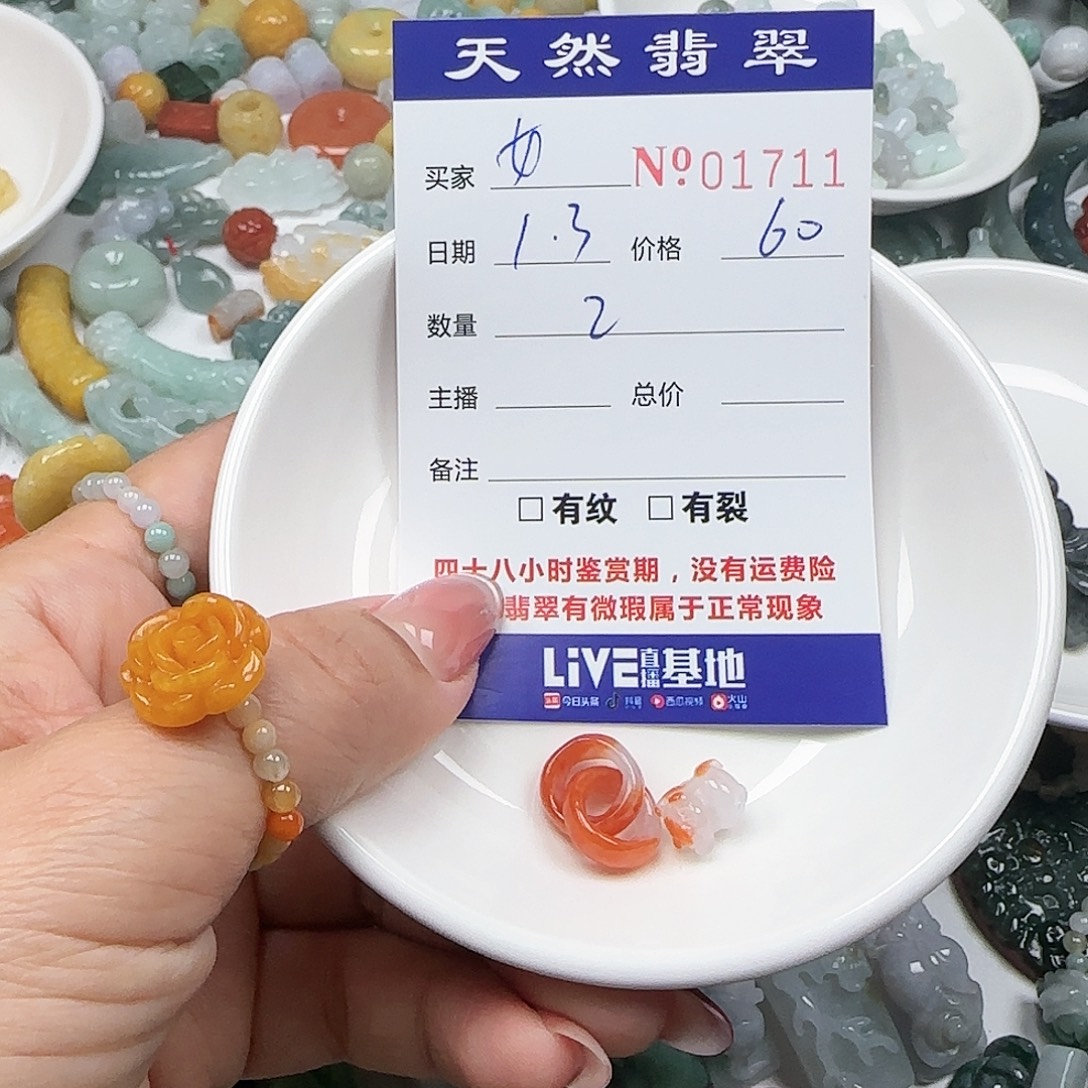 天然翡翠
买家 女 Nº01711
日期 1.3 价格 60
数量 2
主播 总价
备注
□有纹 □有裂
四十八小时鉴赏期，没有运费险
翡翠有微瑕属于正常现象
LiVE直播基地
今日头条 抖音 西瓜视频 火山